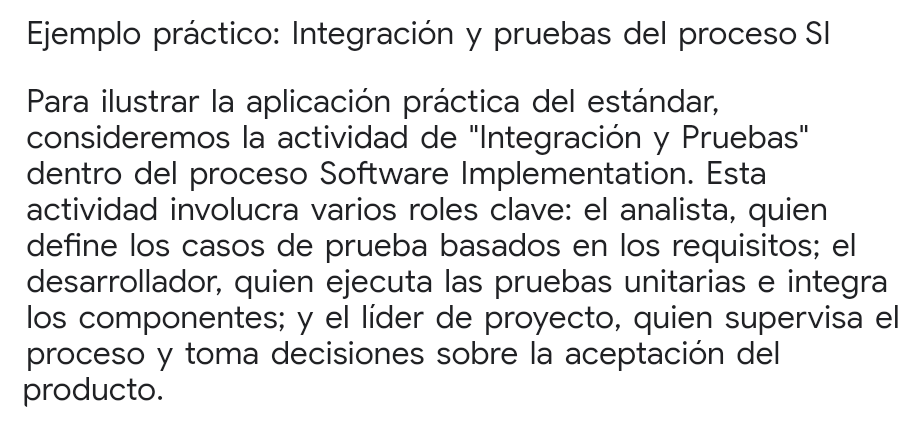 Ejemplo práctico: Integración y pruebas del proceso SI
Para ilustrar la aplicación práctica del estándar,
consideremos la actividad de "Integración y Pruebas"
dentro del proceso Software Implementation. Esta
actividad involucra varios roles clave: el analista, quien
define los casos de prueba basados en los requisitos; el
desarrollador, quien ejecuta las pruebas unitarias e integra
los componentes; y el líder de proyecto, quien supervisa el
proceso y toma decisiones sobre la aceptación del
producto.